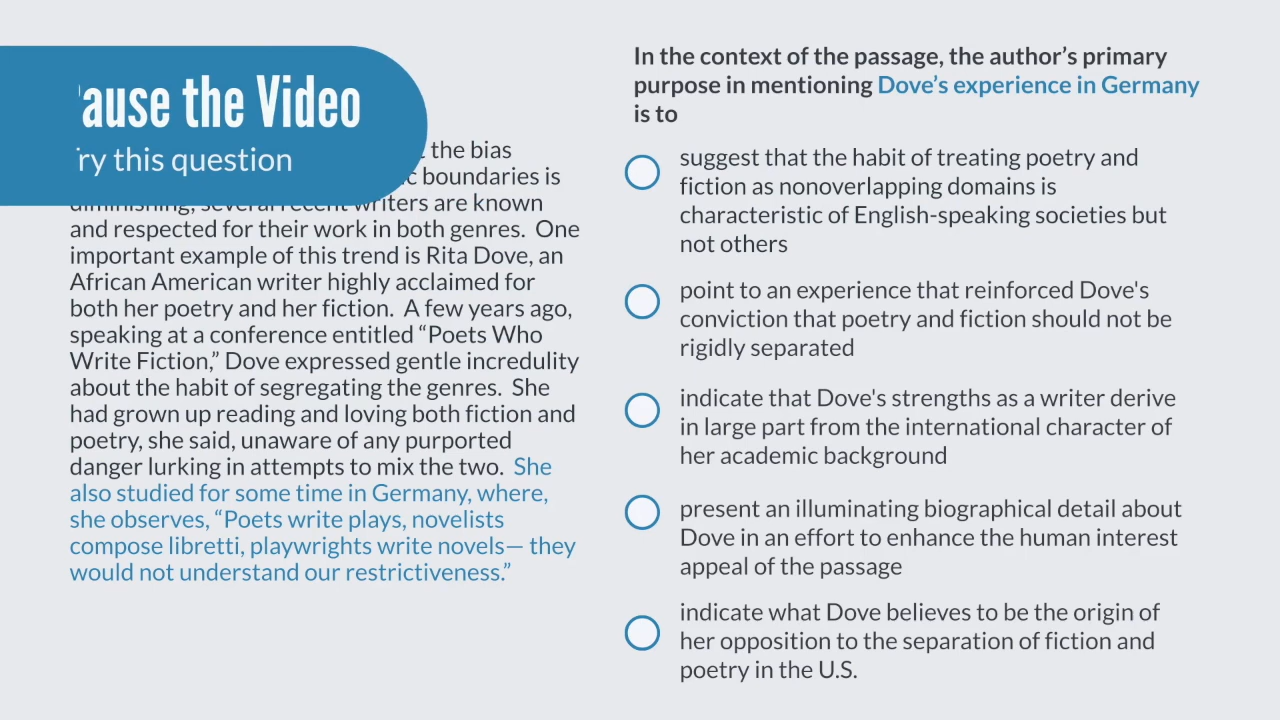 ause the Video
ry this question
the bias
boundaries is
diminishing, several recent writers are known
and respected for their work in both genres. One
important example of this trend is Rita Dove, an
African American writer highly acclaimed for
both her poetry and her fiction. A few years ago,
speaking at a conference entitled “Poets Who
Write Fiction,” Dove expressed gentle incredulity
about the habit of segregating the genres. She
had grown up reading and loving both fiction and
poetry, she said, unaware of any purported
danger lurking in attempts to mix the two. She
also studied for some time in Germany, where,
she observes, “Poets write plays, novelists
compose libretti, playwrights write novels— they
would not understand our restrictiveness.”
In the context of the passage, the author’s primary
purpose in mentioning Dove’s experience in Germany
is to
suggest that the habit of treating poetry and
fiction as nonoverlapping domains is
characteristic of English-speaking societies but
not others
point to an experience that reinforced Dove's
conviction that poetry and fiction should not be
rigidly separated
indicate that Dove's strengths as a writer derive
in large part from the international character of
her academic background
present an illuminating biographical detail about
Dove in an effort to enhance the human interest
appeal of the passage
indicate what Dove believes to be the origin of
her opposition to the separation of fiction and
poetry in the U.S.